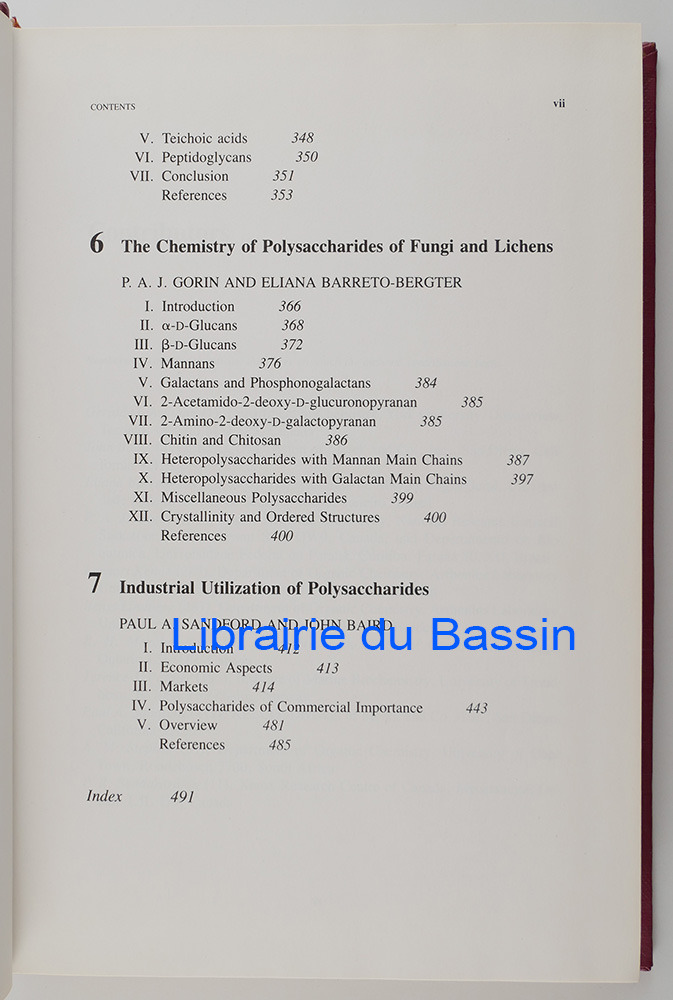 CONTENTS vii
V. Teichoic acids 348
VI. Peptidoglycans 350
VII. Conclusion 351
References 353
6 The Chemistry of Polysaccharides of Fungi and Lichens
P. A. J. GORIN AND ELIANA BARRETO-BERGTER
I. Introduction 366
II. α-D-Glucans 368
III. β-D-Glucans 372
IV. Mannans 376
V. Galactans and Phosphonogalactans 384
VI. 2-Acetamido-2-deoxy-D-glucuronopyranan 385
VII. 2-Amino-2-deoxy-D-galactopyranan 385
VIII. Chitin and Chitosan 386
IX. Heteropolysaccharides with Mannan Main Chains 387
X. Heteropolysaccharides with Galactan Main Chains 397
XI. Miscellaneous Polysaccharides 399
XII. Crystallinity and Ordered Structures 400
References 400
7 Industrial Utilization of Polysaccharides
PAUL A. SANDFORD AND JOHN BAIRD
Librairie du Bassin
I. Introduction 412
II. Economic Aspects 413
III. Markets 414
IV. Polysaccharides of Commercial Importance 443
V. Overview 481
References 485
Index 491